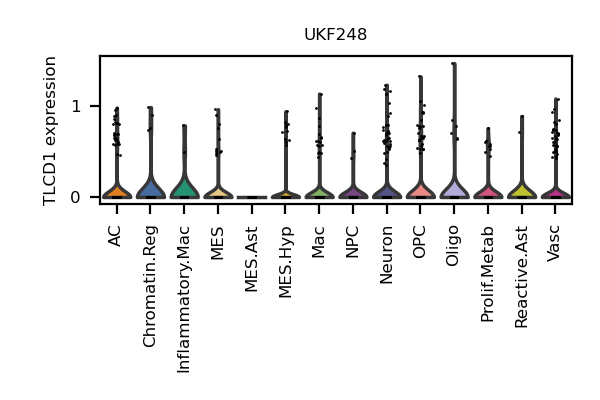 UKF248
TLCD1 expression
1
0
AC
Chromatin.Reg
Inflammatory.Mac
MES
MES.Ast
MES.Hyp
Mac
NPC
Neuron
OPC
Oligo
Prolif.Metab
Reactive.Ast
Vasc